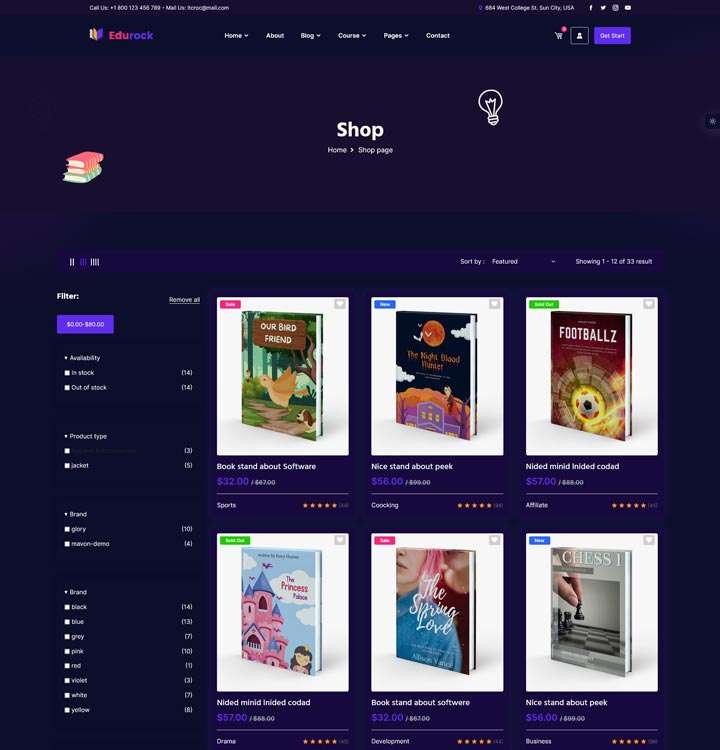 Call Us: +1 800 123 456 789 - Mail Us: Itcroc@mail.com
684 West College St. Sun City, USA
Edurock
Home About Blog Course Pages Contact
Get Start
Shop
Home Shop page
Sort by : Featured
Showing 1 - 12 of 33 result
Filter:
Remove all
$0.00-$80.00
Availability
In stock (14)
Out of stock (14)
Product type
(3)
jacket (5)
Brand
glory (10)
mavon-demo (4)
Brand
black (14)
blue (13)
grey (7)
pink (10)
red (1)
violet (3)
white (7)
yellow (8)
Sale
OUR BIRD
FRIEND
Book stand about Software
$32.00 / $67.00
Sports (44)
New
The Night Blood
Hunter
Nice stand about peek
$56.00 / $99.00
Coocking
Sold Out
FOOTBALLZ
Nided minid Inided codad
$57.00 / $88.00
Affiliate
Sold Out
The
Princess
Palace
Nided minid Inided codad
$57.00 / $88.00
Drama
Sale
The
Spring
Love
Allison Vance
Book stand about softwere
$32.00 / $67.00
Development (44)
New
CHESS 1
Nice stand about peek
$56.00 / $99.00
Business